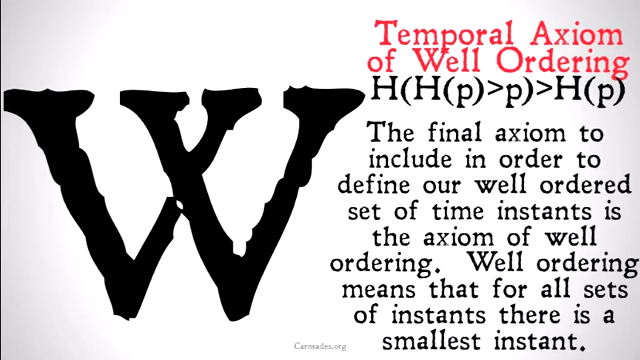 W
Temporal Axiom
of Well Ordering
H(H(p)>p)>H(p)
The final axiom to
include in order to
define our well ordered
set of time instants is
the axiom of well
ordering. Well ordering
means that for all sets
of instants there is a
smallest instant.
Carneades.org